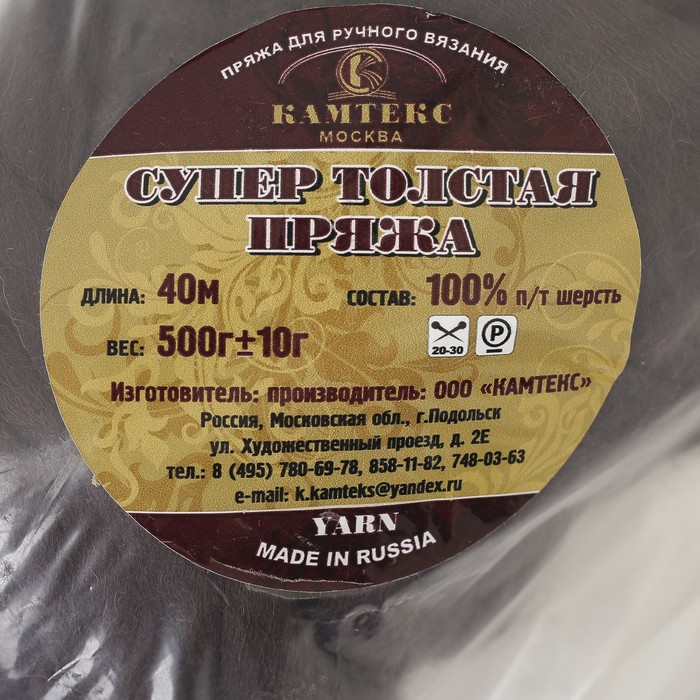 ПРЯЖА ДЛЯ РУЧНОГО ВЯЗАНИЯ
КАМТЕКС
МОСКВА
СУПЕР ТОЛСТАЯ
ПРЯЖА
ДЛИНА: 40М СОСТАВ: 100% П/Т ШЕРСТЬ
ВЕС: 500Г±10Г 20-30 P
Изготовитель: производитель: ООО «КАМТЕКС»
Россия, Московская обл., г.Подольск
ул. Художественный проезд, д. 2Е
тел.: 8 (495) 780-69-78, 858-11-82, 748-03-63
e-mail: k.kamteks@yandex.ru
YARN
MADE IN RUSSIA